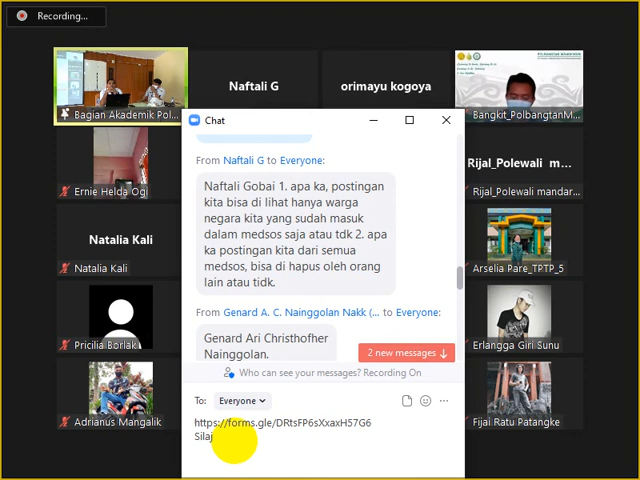 Recording...
Naftali G
orimayu kogoya
Bagian Akademik Pol...
Bangkit_PolbangtanM...
Chat
Ernie Helda Ogi
From Naftali G to Everyone:
Naftali Gobai 1. apa ka, postingan
kita bisa di lihat hanya warga
negara kita yang sudah masuk
dalam medsos saja atau tdk 2. apa
ka postingan kita dari semua
medsos, bisa di hapus oleh orang
lain atau tidk.
Rijal_Polewali m...
Rijal_Polewali mandar...
Natalia Kali
Natalia Kali
Arselia Pare_TPTP_5
From Genard A. C. Nainggolan Nakk (... to Everyone:
Genard Ari Christhofher
Nainggolan.
2 new messages
Pricilia Borlak
Erlangga Giri Sunu
Who can see your messages? Recording On
To: Everyone
https://forms.gle/DRtsFP6sXxaxH57G6
Silaj
Adrianus Mangalik
Fijai Ratu Patangke